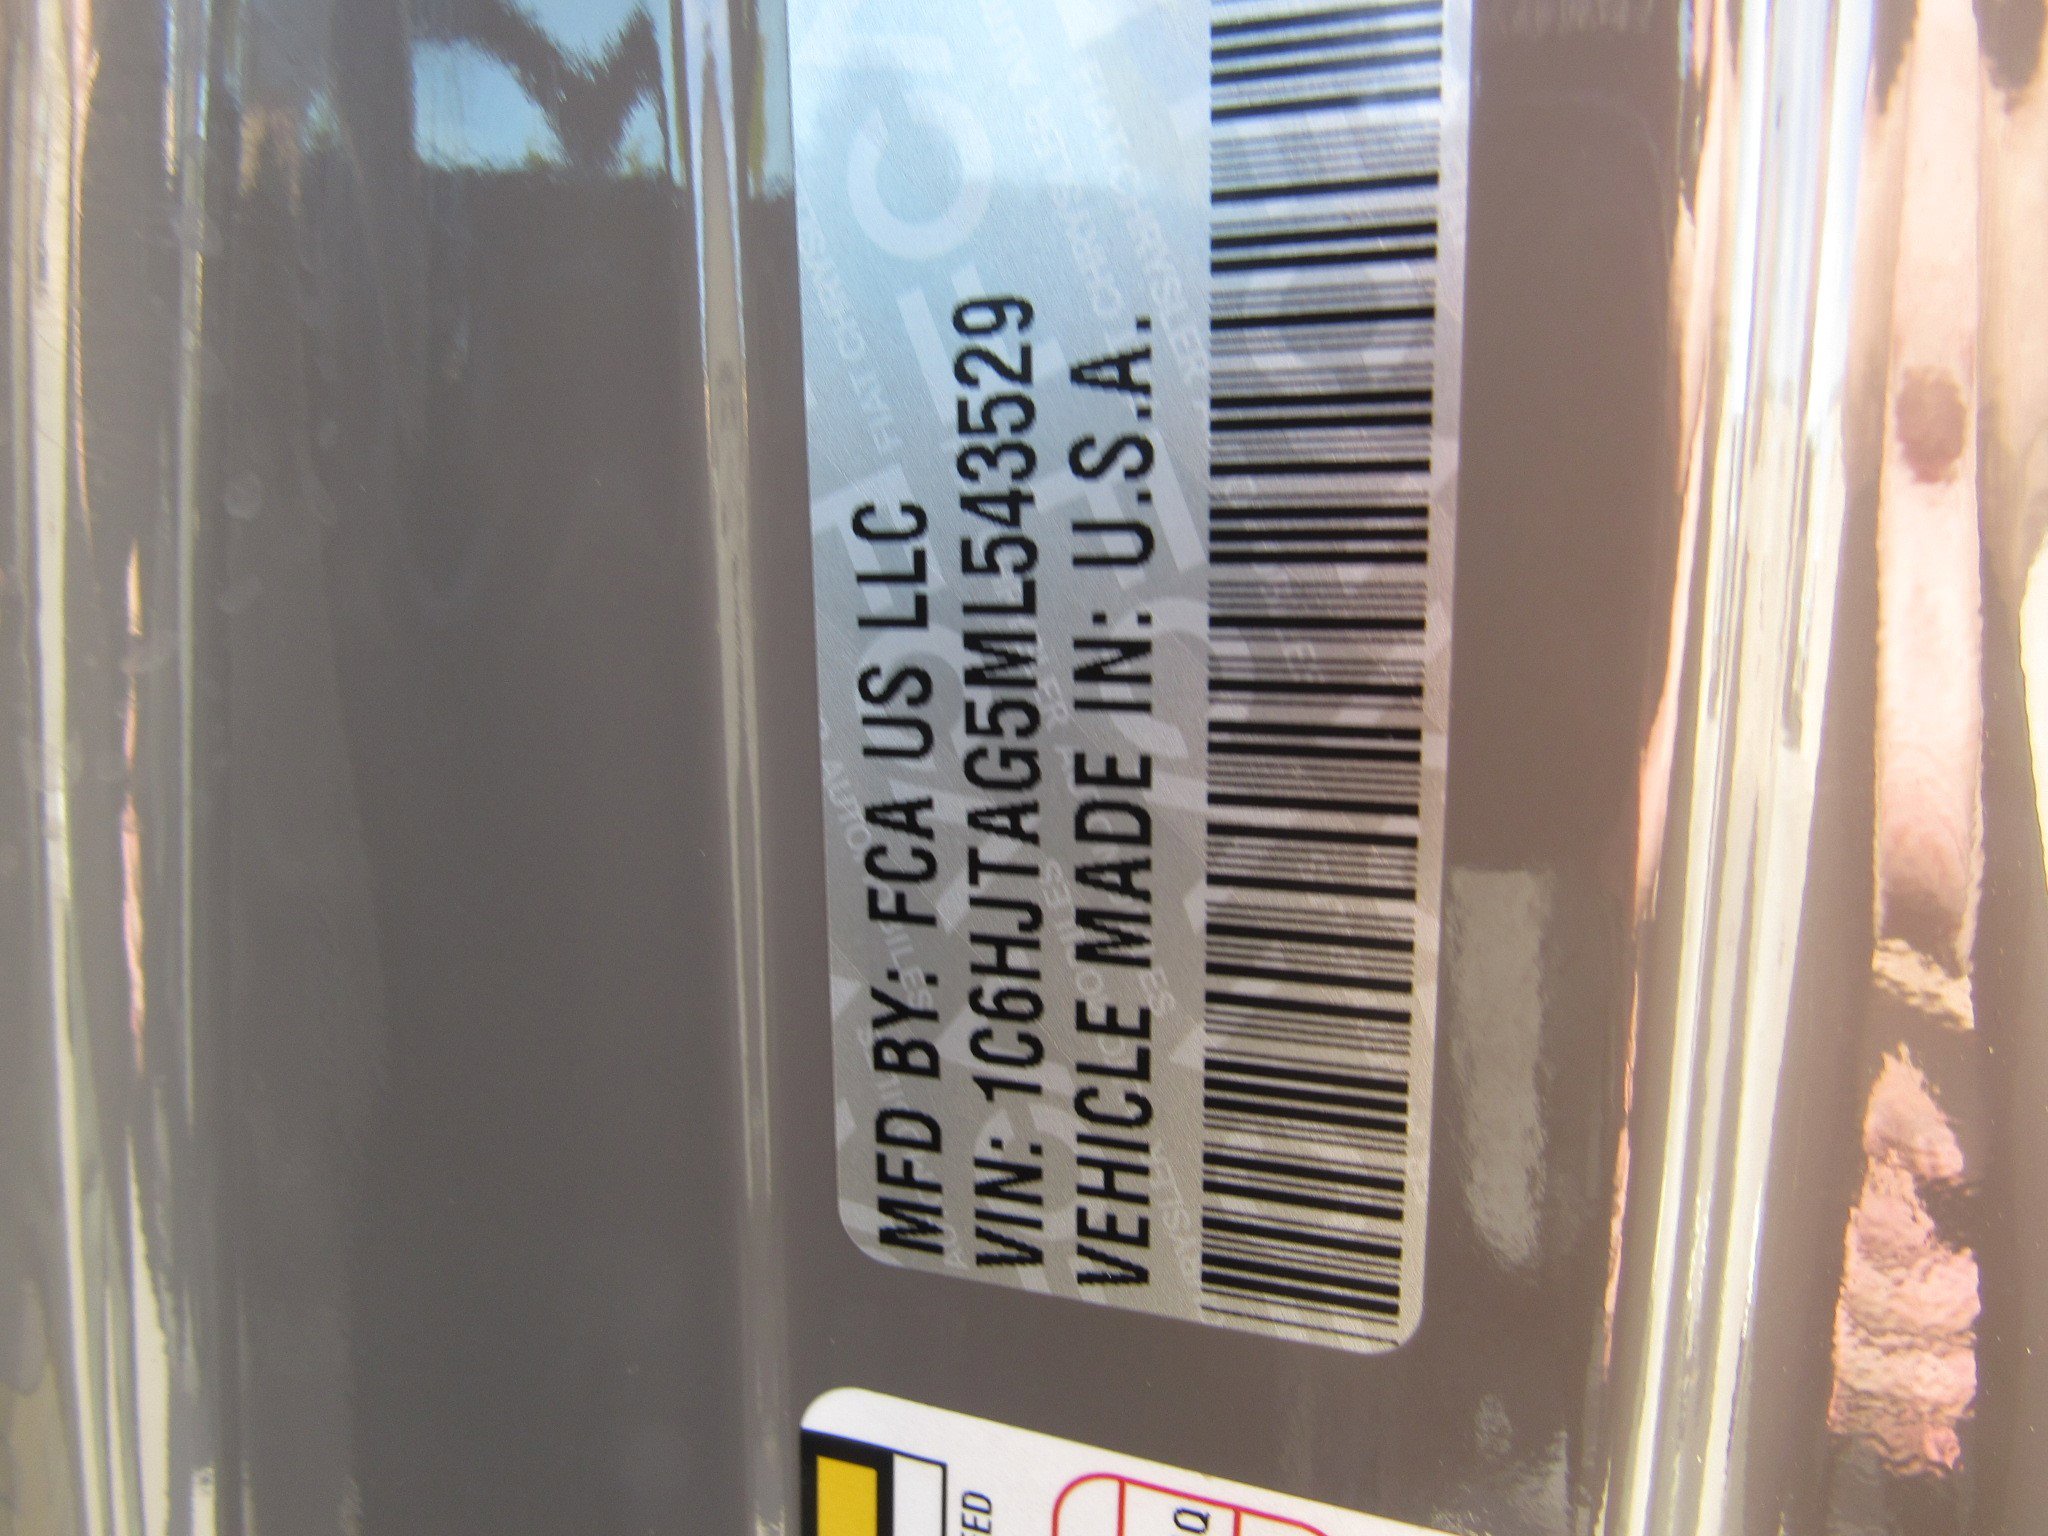 MFD BY: FCA US LLC
VIN: 1C6HJTAG5ML543529
VEHICLE MADE IN: U.S.A.
Q